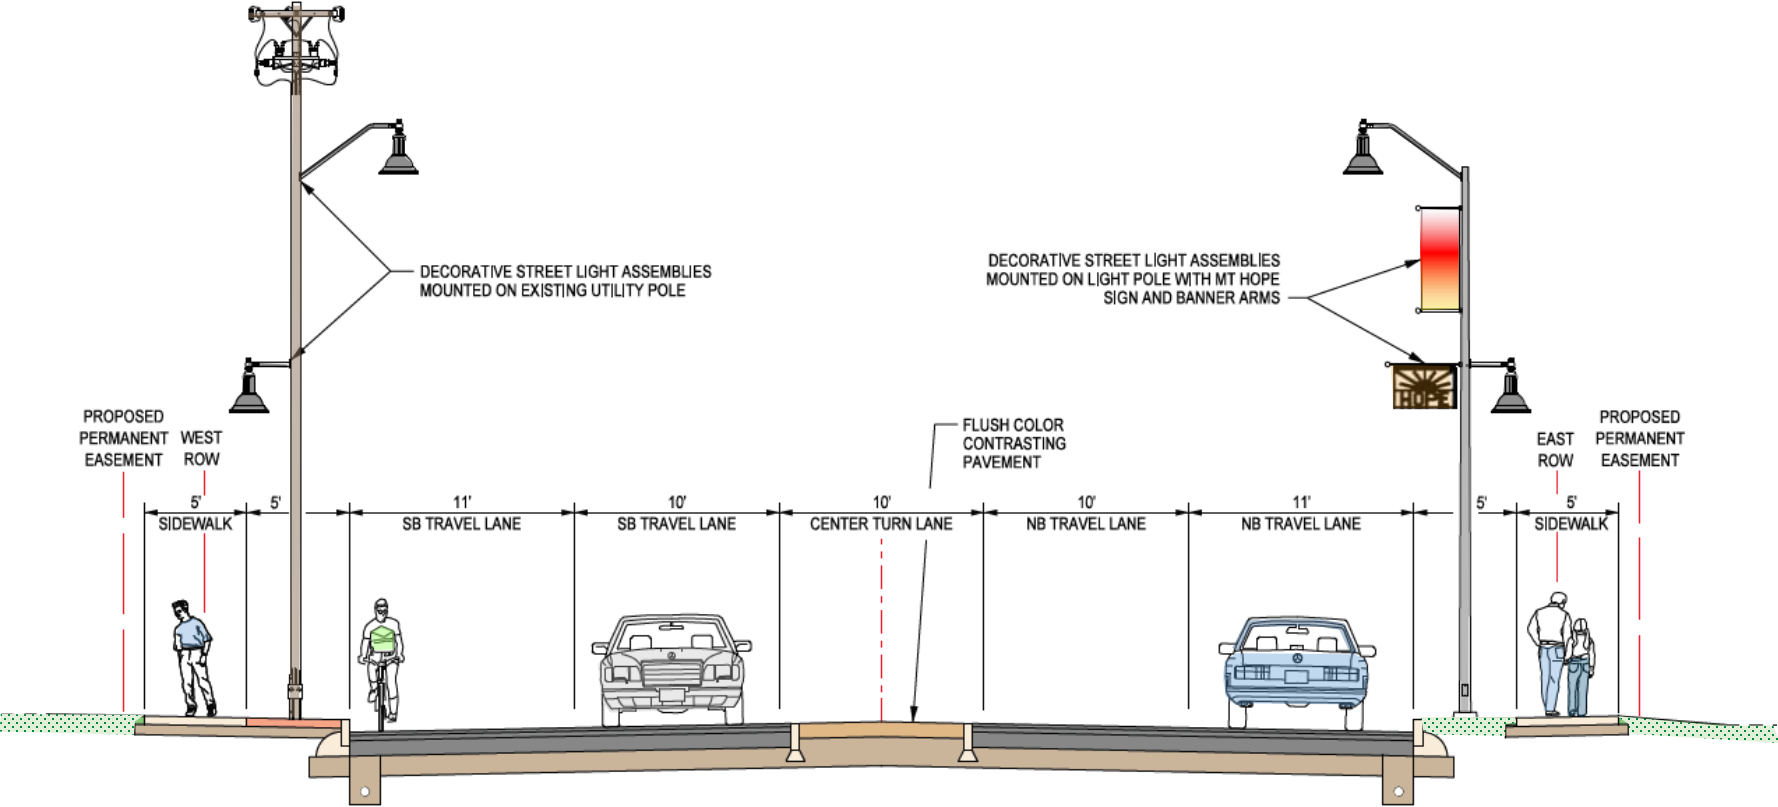 DECORATIVE STREET LIGHT ASSEMBLIES
MOUNTED ON EXISTING UTILITY POLE
DECORATIVE STREET LIGHT ASSEMBLIES
MOUNTED ON LIGHT POLE WITH MT HOPE
SIGN AND BANNER ARMS
HOPE
PROPOSED
PERMANENT
EASEMENT
WEST
ROW
FLUSH COLOR
CONTRASTING
PAVEMENT
EAST
ROW
PROPOSED
PERMANENT
EASEMENT
5'
SIDEWALK
5'
11'
SB TRAVEL LANE
10'
SB TRAVEL LANE
10'
CENTER TURN LANE
10'
NB TRAVEL LANE
11'
NB TRAVEL LANE
5'
5'
SIDEWALK